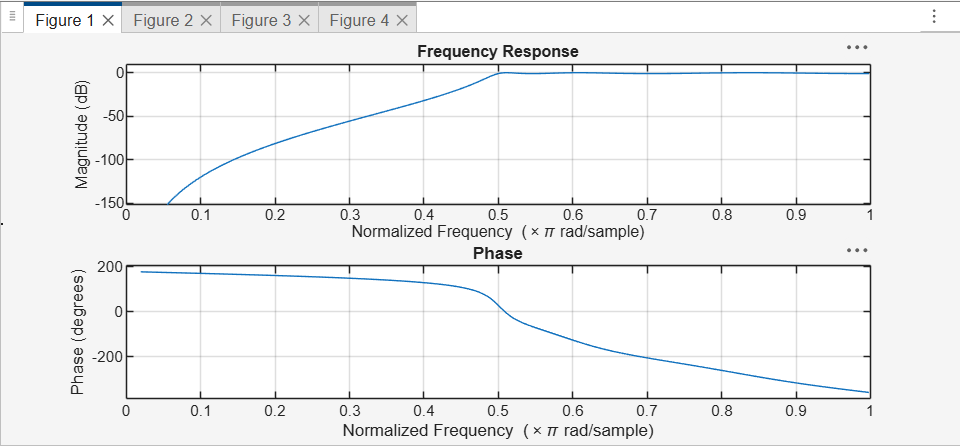 Figure 1 × Figure 2 × Figure 3 × Figure 4 ×
Frequency Response
Magnitude (dB)
0
-50
-100
-150
0 0.1 0.2 0.3 0.4 0.5 0.6 0.7 0.8 0.9 1
Normalized Frequency (× π rad/sample)
Phase
Phase (degrees)
200
0
-200
0 0.1 0.2 0.3 0.4 0.5 0.6 0.7 0.8 0.9 1
Normalized Frequency (× π rad/sample)